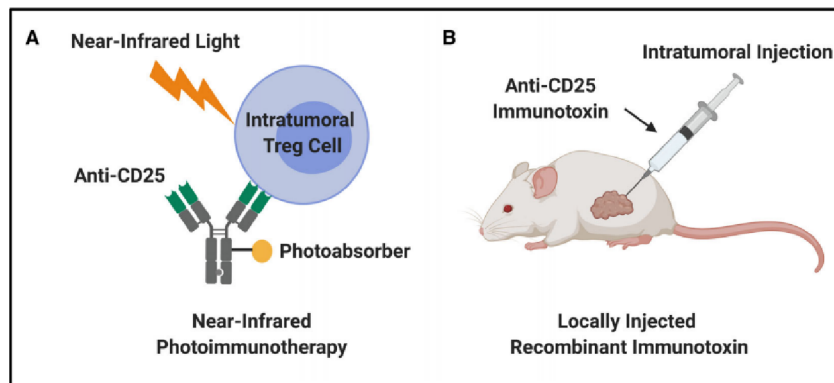 A
Near-Infrared Light
Intratumoral
Treg Cell
Anti-CD25
Photoabsorber
Near-Infrared
Photoimmunotherapy
B
Intratumoral Injection
Anti-CD25
Immunotoxin
Locally Injected
Recombinant Immunotoxin